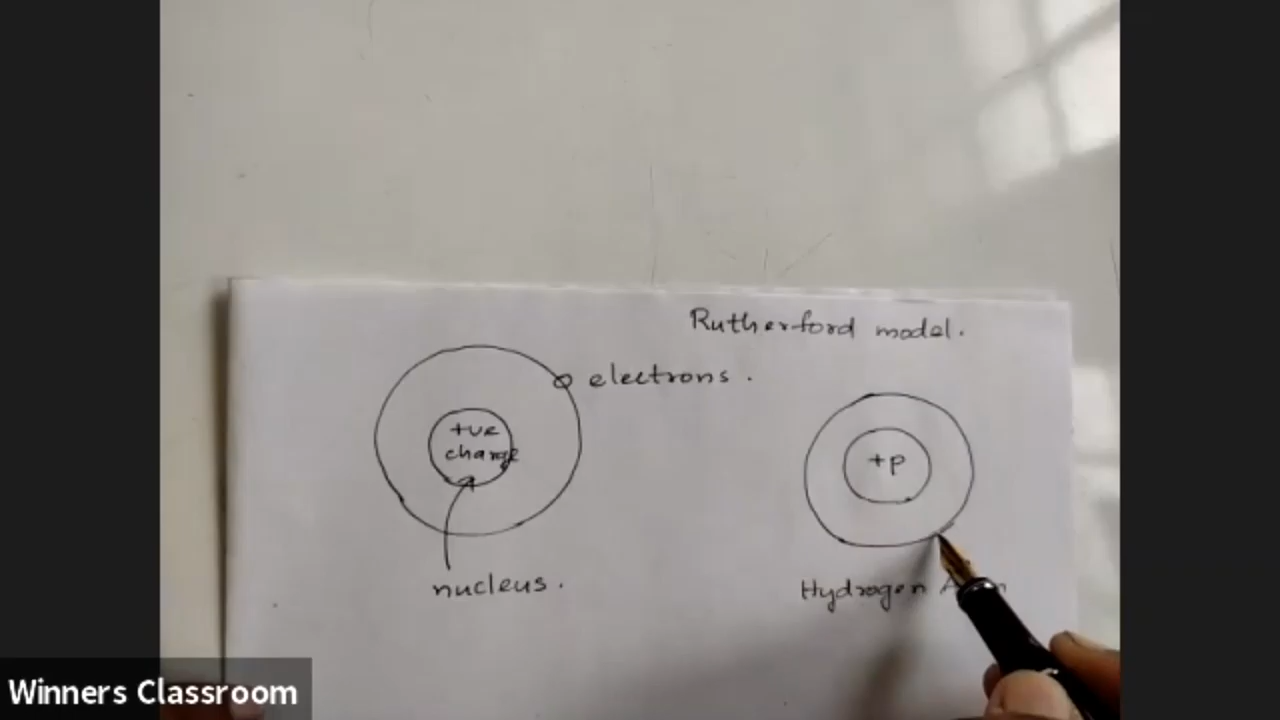 Rutherford model.
electrons .
+ve
charge
+p
nucleus .
Hydrogen
Winners Classroom